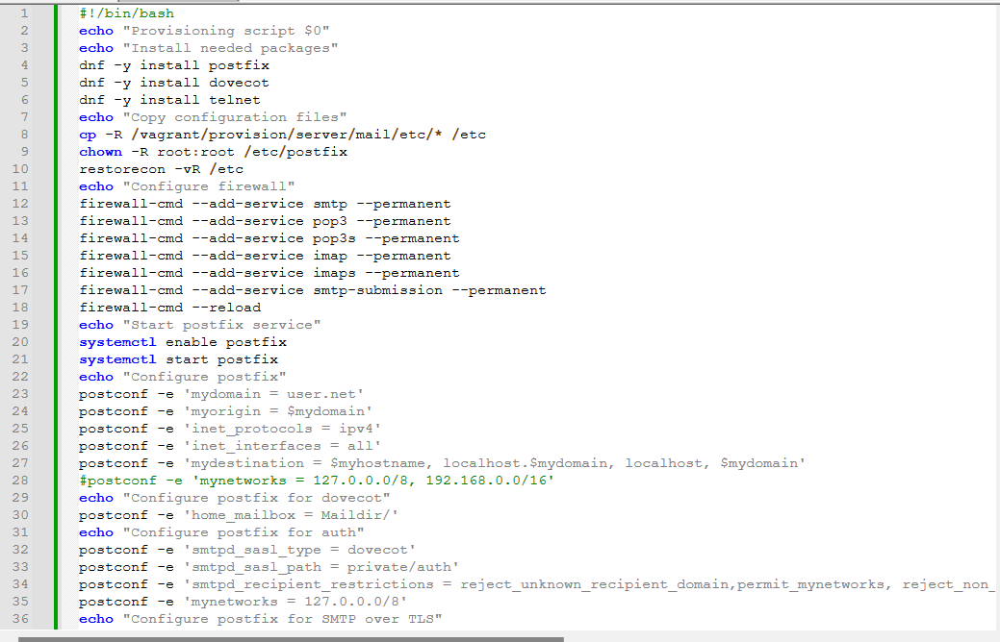 1 #!/bin/bash
2 echo "Provisioning script $0"
3 echo "Install needed packages"
4 dnf -y install postfix
5 dnf -y install dovecot
6 dnf -y install telnet
7 echo "Copy configuration files"
8 cp -R /vagrant/provision/server/mail/etc/* /etc
9 chown -R root:root /etc/postfix
10 restorecon -vR /etc
11 echo "Configure firewall"
12 firewall-cmd --add-service smtp --permanent
13 firewall-cmd --add-service pop3 --permanent
14 firewall-cmd --add-service pop3s --permanent
15 firewall-cmd --add-service imap --permanent
16 firewall-cmd --add-service imaps --permanent
17 firewall-cmd --add-service smtp-submission --permanent
18 firewall-cmd --reload
19 echo "Start postfix service"
20 systemctl enable postfix
21 systemctl start postfix
22 echo "Configure postfix"
23 postconf -e 'mydomain = user.net'
24 postconf -e 'myorigin = $mydomain'
25 postconf -e 'inet_protocols = ipv4'
26 postconf -e 'inet_interfaces = all'
27 postconf -e 'mydestination = $myhostname, localhost.$mydomain, localhost, $mydomain'
28 #postconf -e 'mynetworks = 127.0.0.0/8, 192.168.0.0/16'
29 echo "Configure postfix for dovecot"
30 postconf -e 'home_mailbox = Maildir/'
31 echo "Configure postfix for auth"
32 postconf -e 'smtpd_sasl_type = dovecot'
33 postconf -e 'smtpd_sasl_path = private/auth'
34 postconf -e 'smtpd_recipient_restrictions = reject_unknown_recipient_domain,permit_mynetworks, reject_non_
35 postconf -e 'mynetworks = 127.0.0.0/8'
36 echo "Configure postfix for SMTP over TLS"